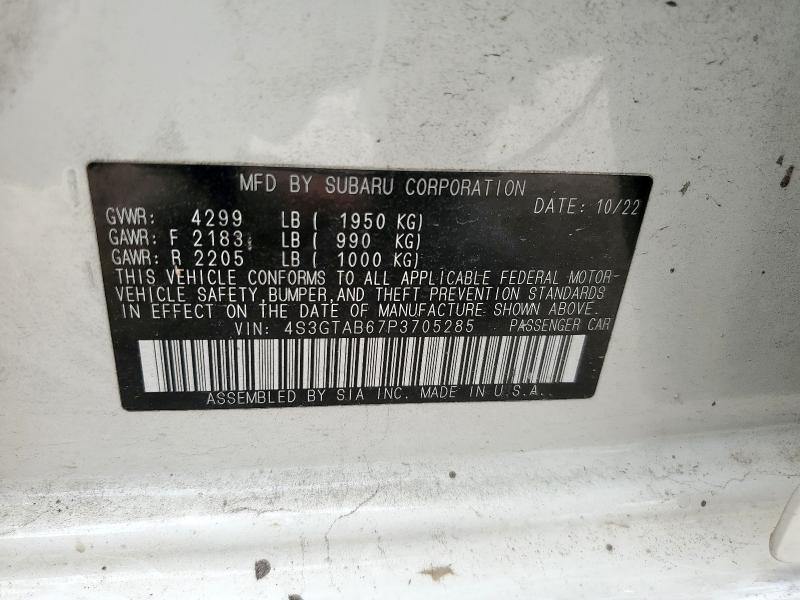 MFD BY SUBARU CORPORATION
DATE: 10/22
GVWR: 4299 LB ( 1950 KG)
GAWR: F 2183 LB ( 990 KG)
GAWR: R 2205 LB ( 1000 KG)
THIS VEHICLE CONFORMS TO ALL APPLICABLE FEDERAL MOTOR-
VEHICLE SAFETY, BUMPER, AND THEFT PREVENTION STANDARDS
IN EFFECT ON THE DATE OF MANUFACTURE SHOWN ABOVE.
VIN: 4S3GTAB67P3705285 PASSENGER CAR
ASSEMBLED BY SIA INC. MADE IN U.S.A.